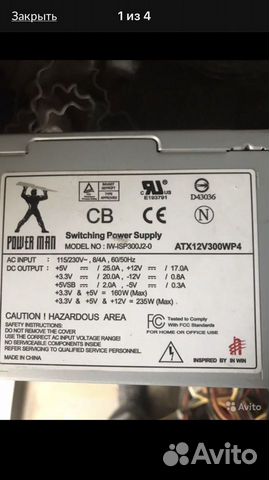 Закрыть
1 из 4
POWER MAN
E193791
D43036
CB
N
Switching Power Supply
MODEL NO : IW-ISP300J2-0
ATX12V300WP4
AC INPUT : 115/230V~, 8/4A, 60/50Hz
DC OUTPUT : +5V / 25.0A, +12V / 17.0A
+3.3V / 20.0A, -12V / 0.8A
+5VSB / 2.0A, -5V / 0.3A
+3.3V & +5V = 160W (Max)
+3.3V & +5V & +12V = 235W (Max)
CAUTION ! HAZARDOUS AREA
SAFETY INSTRUCTIONS:
DO NOT REMOVE THE COVER.
USE THE CORRECT AC INPUT VOLTAGE RANGE!
NO SERVICEABLE COMPONENTS INSIDE.
REFER SERVICING TO QUALIFIED SERVICE PERSONNEL.
MADE IN CHINA
FC Tested To Comply
With FCC Standards
FOR HOME OR OFFICE USE
INSPIRED BY IN WIN
Avito
Avito